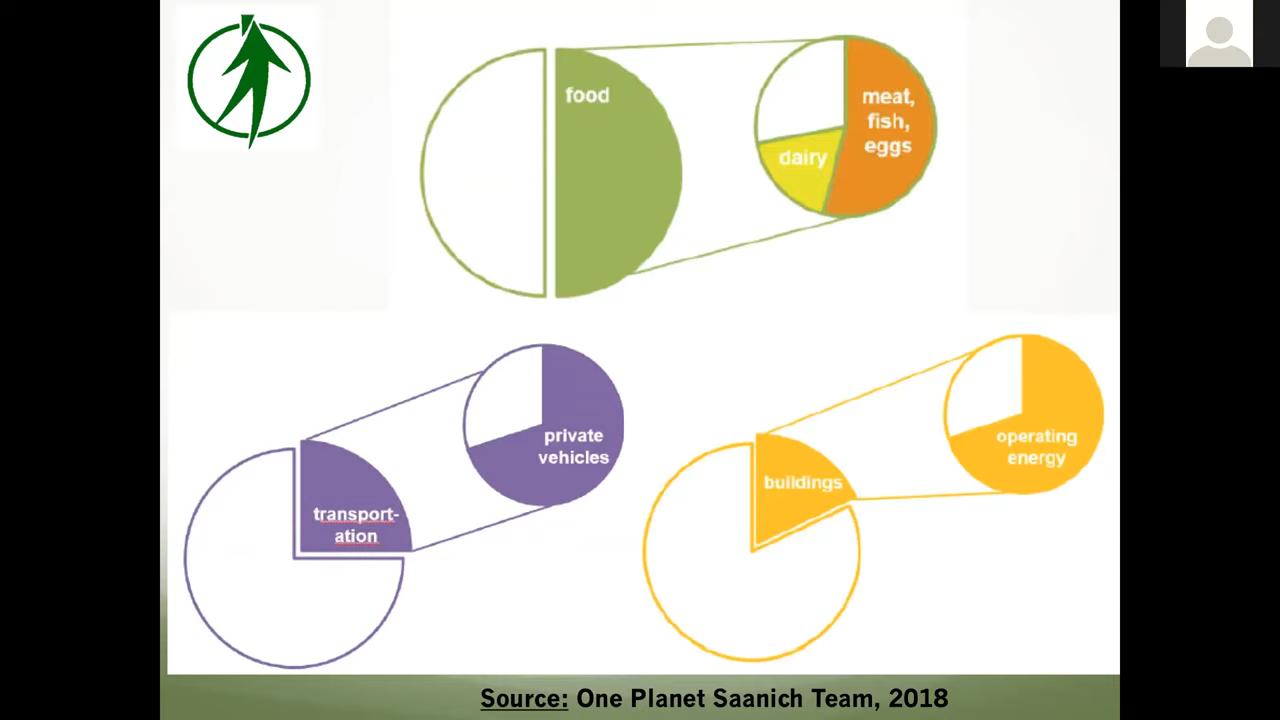 food
meat,
fish,
eggs
dairy
private
vehicles
transport-
ation
operating
energy
buildings
Source: One Planet Saanich Team, 2018